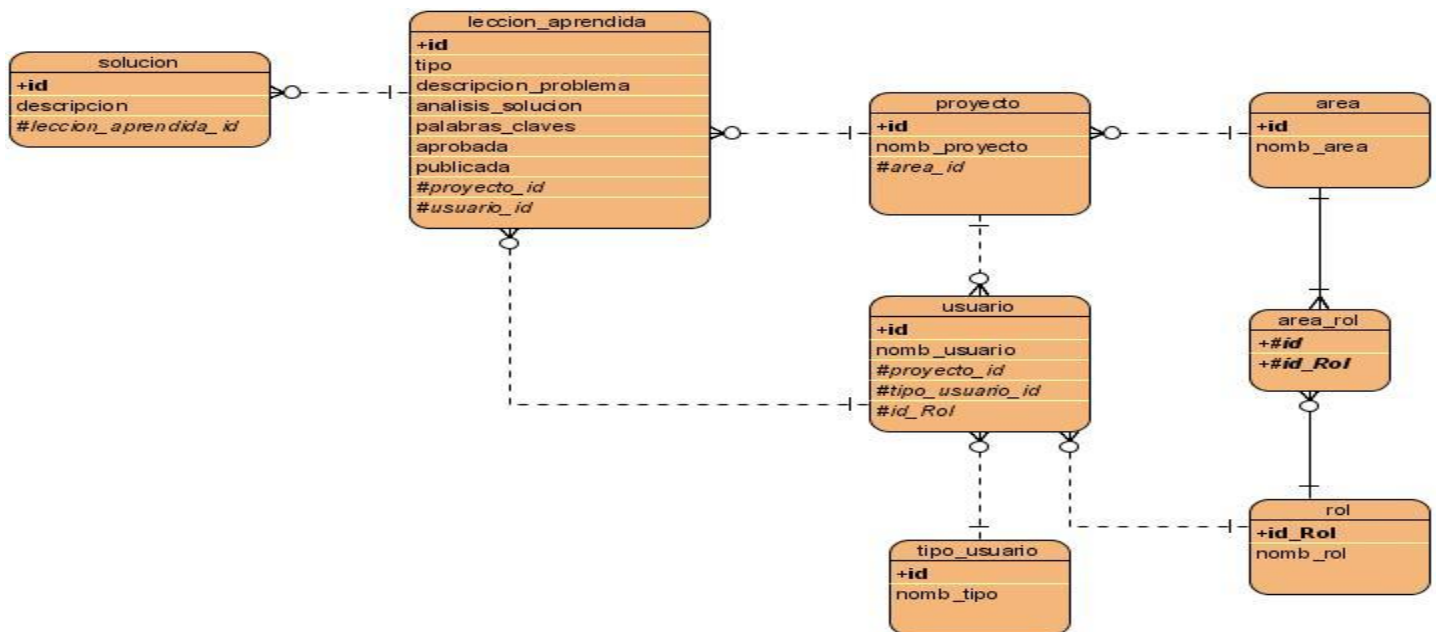 solucion
+id
descripcion
#leccion_aprendida_id
leccion_aprendida
+id
tipo
descripcion_problema
analisis_solucion
palabras_claves
aprobada
publicada
#proyecto_id
#usuario_id
proyecto
+id
nomb_proyecto
#area_id
area
+id
nomb_area
usuario
+id
nomb_usuario
#proyecto_id
#tipo_usuario_id
#id_Rol
area_rol
+#id
+#id_Rol
tipo_usuario
+id
nomb_tipo
rol
+id_Rol
nomb_rol